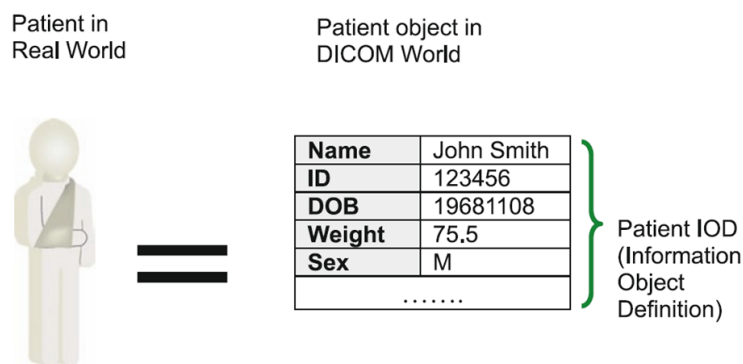 Patient in
Real World
Patient object in
DICOM World
Name John Smith
ID 123456
DOB 19681108
Weight 75.5
Sex M
.......
Patient IOD
(Information
Object
Definition)